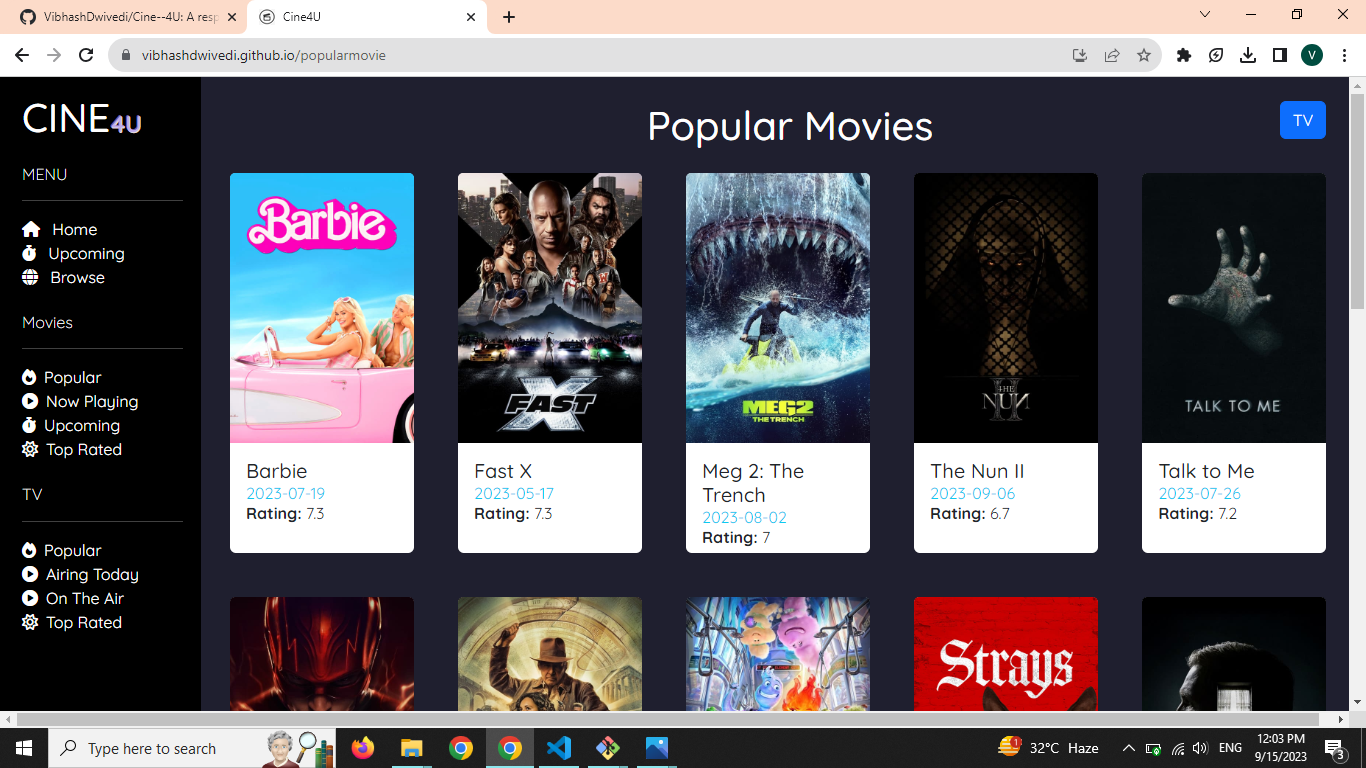 VibhashDwivedi/Cine--4U: A resp
Cine4U
vibhashdwivedi.github.io/popularmovie
V
CINE4U
MENU
Home
Upcoming
Browse
Movies
Popular
Now Playing
Upcoming
Top Rated
TV
Popular
Airing Today
On The Air
Top Rated
Popular Movies
TV
Barbie
FAST X
MEG2
THE TRENCH
THE
NUN
II
TALK TO ME
Barbie
2023-07-19
Rating: 7.3
Fast X
2023-05-17
Rating: 7.3
Meg 2: The
Trench
2023-08-02
Rating: 7
The Nun II
2023-09-06
Rating: 6.7
Talk to Me
2023-07-26
Rating: 7.2
Strays
Type here to search
1
32°C Haze
ENG
12:03 PM
9/15/2023
3